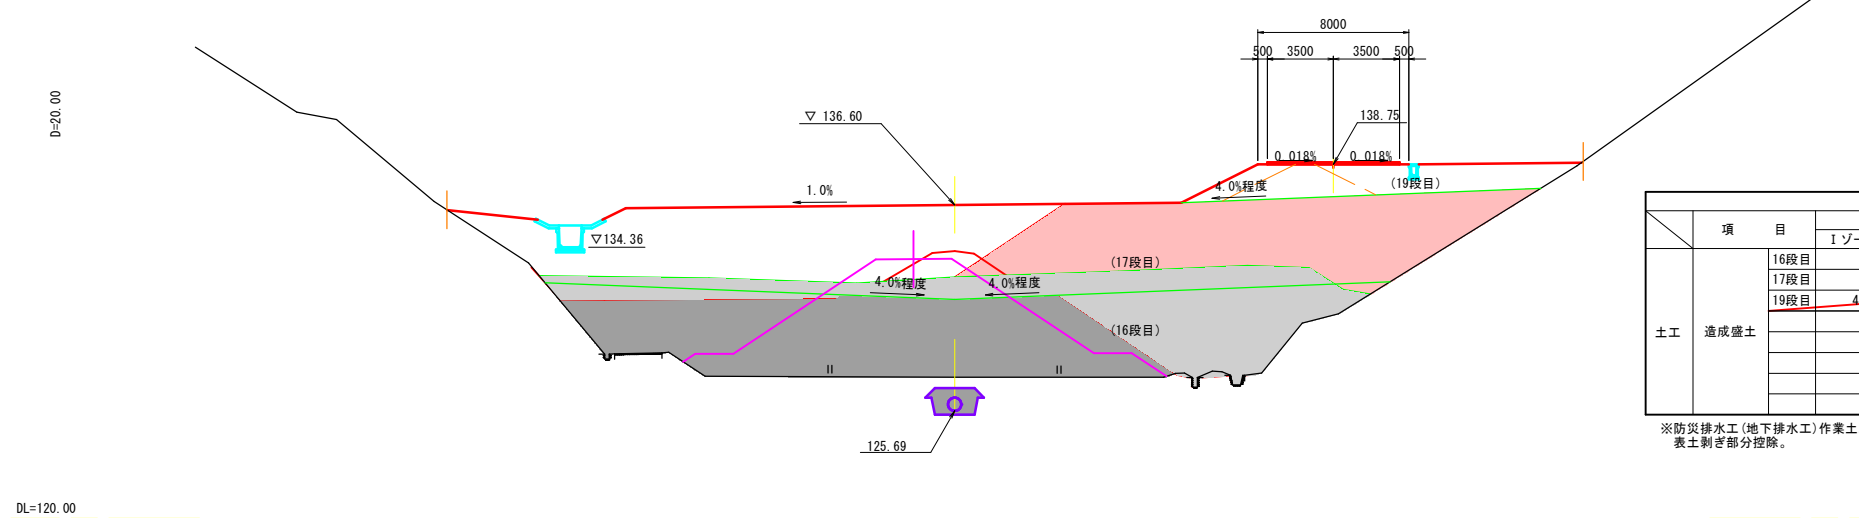 8000
500 3500 3500 500
D=20.00
▽ 136.60
138.75
0.018% 0.018%
1.0%
4.0%程度
(19段目)
▽134.36
(17段目)
4.0%程度
4.0%程度
(16段目)
125.69
DL=120.00
項 目
Ⅰゾー
16段目
17段目
19段目 4
土工
造成盛土
※防災排水工(地下排水工)作業土
表土剥ぎ部分控除。